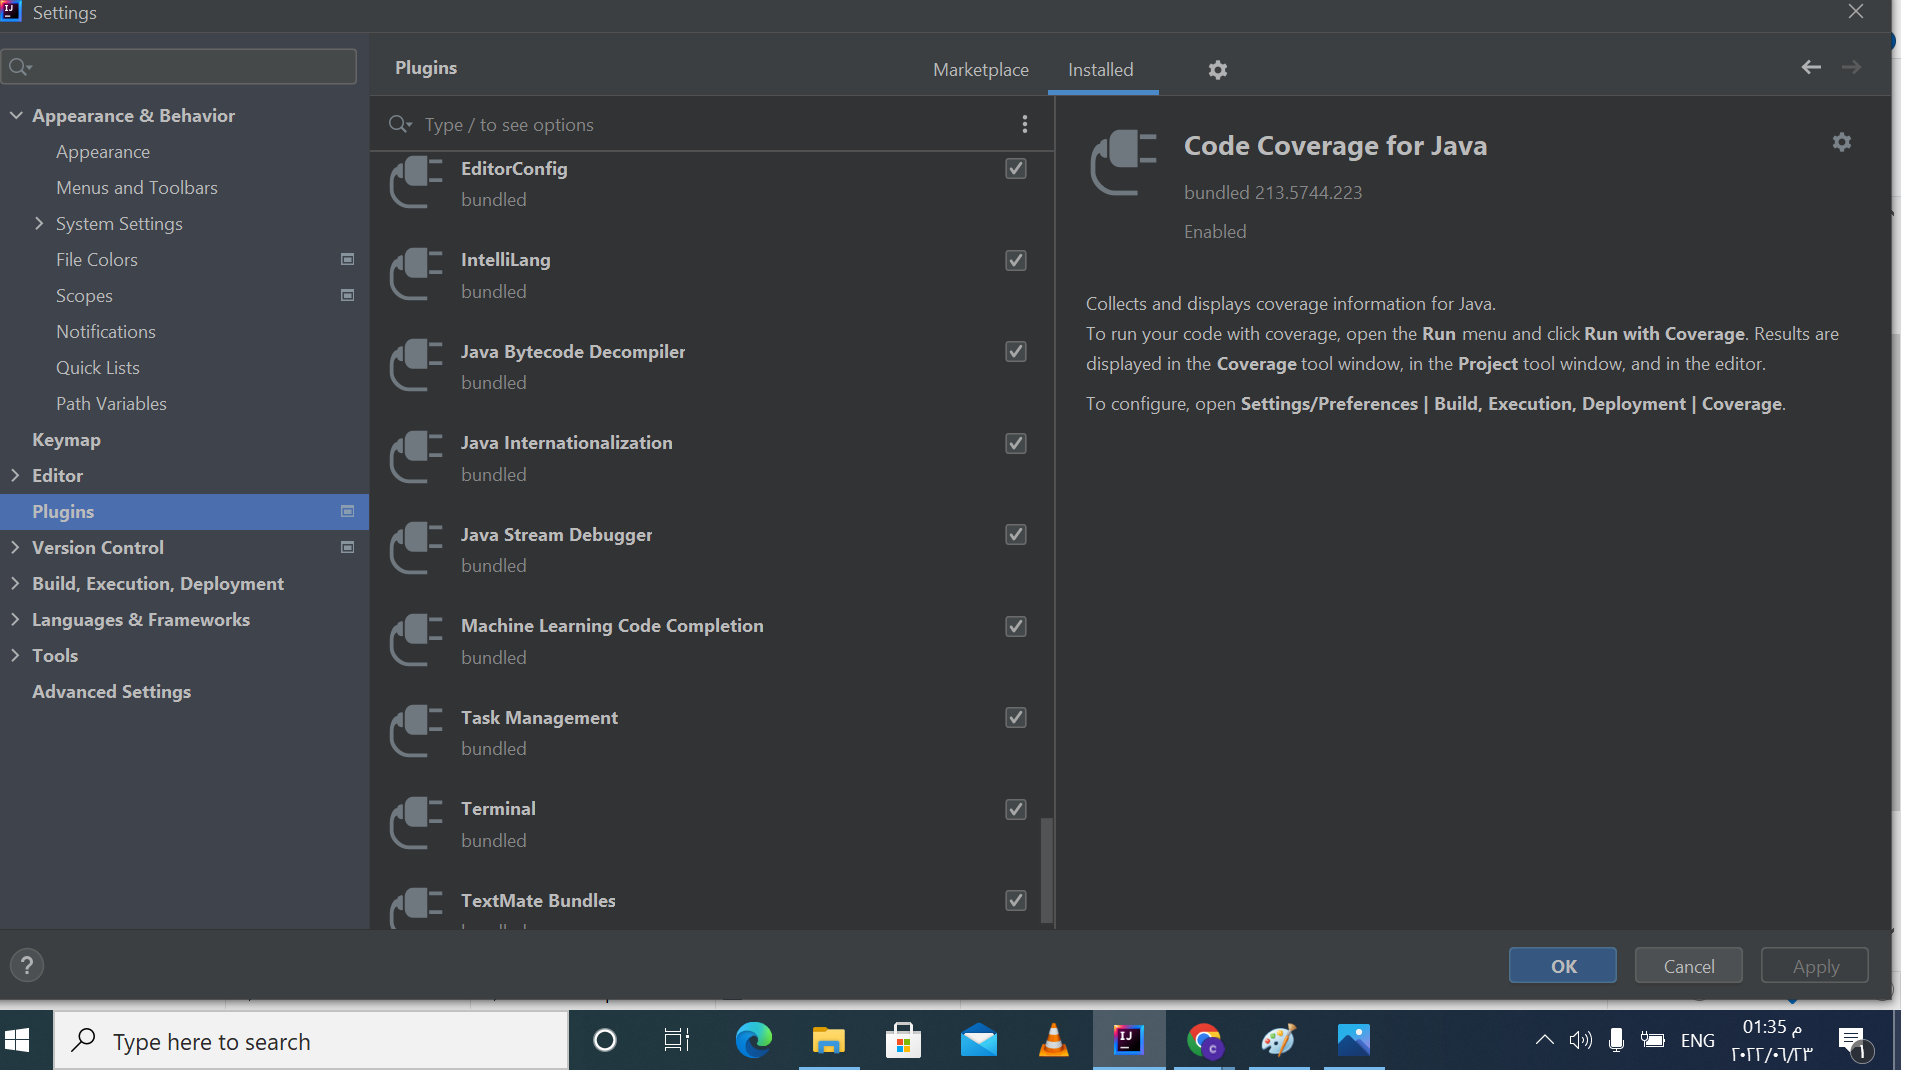 Settings
Appearance & Behavior
Appearance
Menus and Toolbars
System Settings
File Colors
Scopes
Notifications
Quick Lists
Path Variables
Keymap
Editor
Plugins
Version Control
Build, Execution, Deployment
Languages & Frameworks
Tools
Advanced Settings
Plugins
Marketplace
Installed
Type / to see options
EditorConfig
bundled
IntelliLang
bundled
Java Bytecode Decompiler
bundled
Java Internationalization
bundled
Java Stream Debugger
bundled
Machine Learning Code Completion
bundled
Task Management
bundled
Terminal
bundled
TextMate Bundles
Code Coverage for Java
bundled 213.5744.223
Enabled
Collects and displays coverage information for Java.
To run your code with coverage, open the Run menu and click Run with Coverage. Results are
displayed in the Coverage tool window, in the Project tool window, and in the editor.
To configure, open Settings/Preferences | Build, Execution, Deployment | Coverage.
?
OK
Cancel
Apply
Type here to search
IJ
C
ENG
01:35 م
٢٠٢٢/٠٦/٢٣
١